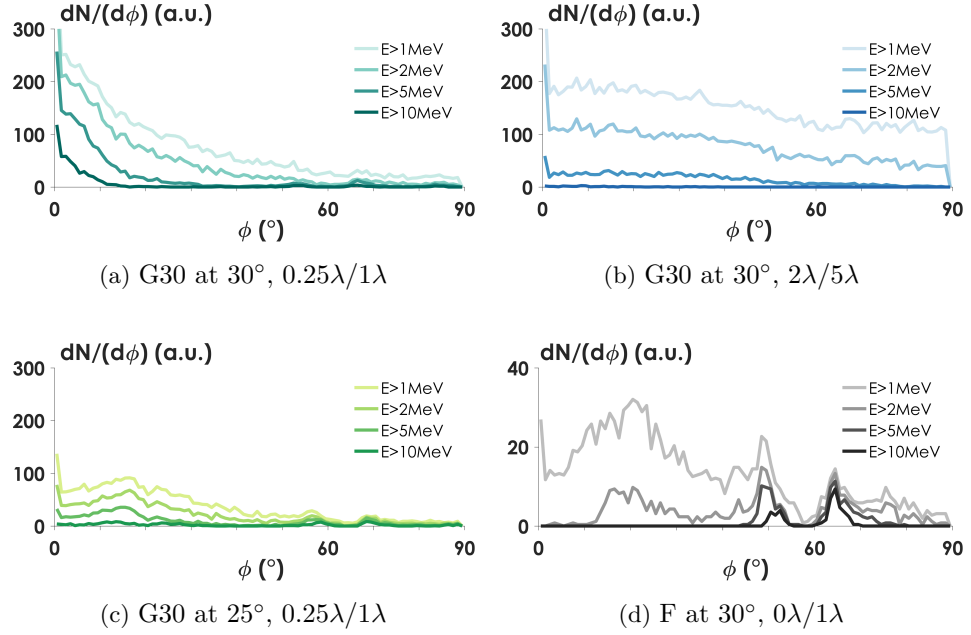 dN/(dϕ) (a.u.)
300
200
100
0
0
60
90
ϕ (°)
E>1MeV
E>2MeV
E>5MeV
E>10MeV
(a) G30 at 30°, 0.25λ/1λ
dN/(dϕ) (a.u.)
300
200
100
0
0
60
90
ϕ (°)
E>1MeV
E>2MeV
E>5MeV
E>10MeV
(b) G30 at 30°, 2λ/5λ
dN/(dϕ) (a.u.)
300
200
100
0
0
60
90
ϕ (°)
E>1MeV
E>2MeV
E>5MeV
E>10MeV
(c) G30 at 25°, 0.25λ/1λ
dN/(dϕ) (a.u.)
40
20
0
0
60
90
ϕ (°)
E>1MeV
E>2MeV
E>5MeV
E>10MeV
(d) F at 30°, 0λ/1λ